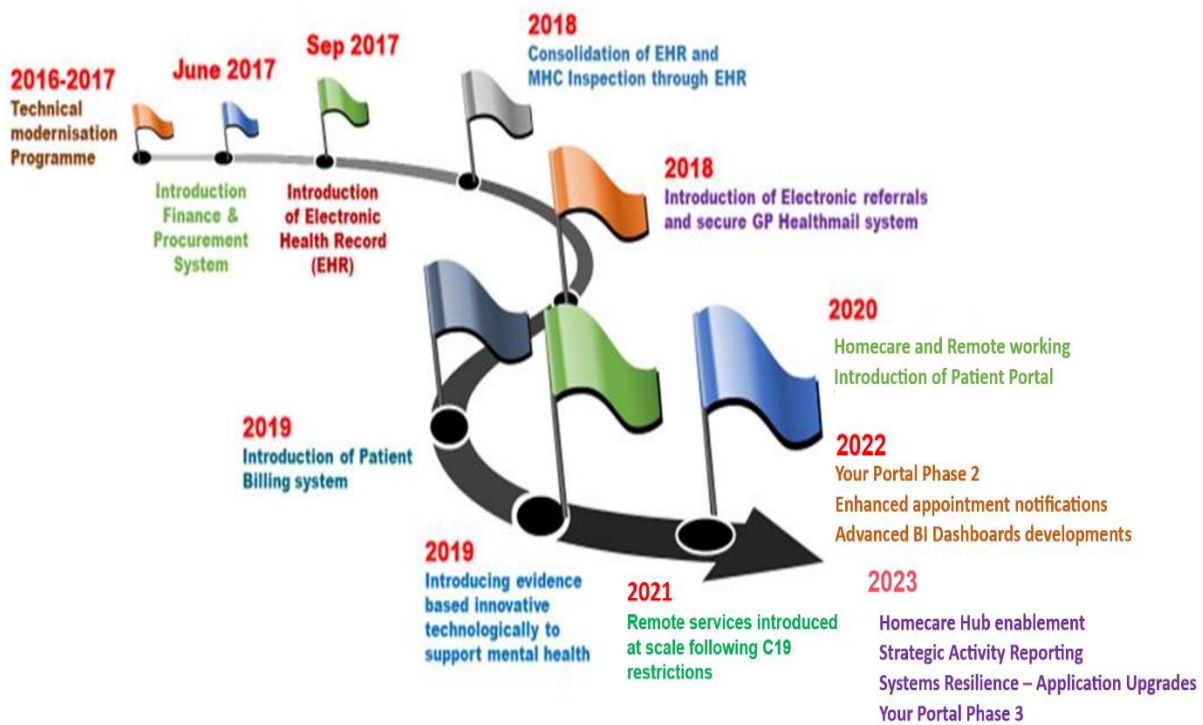 2016-2017
Technical
modernisation
Programme
June 2017
Introduction
Finance &
Procurement
System
Sep 2017
Introduction
of Electronic
Health Record
(EHR)
2018
Consolidation of EHR and
MHC Inspection through EHR
2018
Introduction of Electronic referrals
and secure GP Healthmail system
2019
Introduction of Patient
Billing system
2019
Introducing evidence
based innovative
technologically to
support mental health
2020
Homecare and Remote working
Introduction of Patient Portal
2021
Remote services introduced
at scale following C19
restrictions
2022
Your Portal Phase 2
Enhanced appointment notifications
Advanced BI Dashboards developments
2023
Homecare Hub enablement
Strategic Activity Reporting
Systems Resilience – Application Upgrades
Your Portal Phase 3